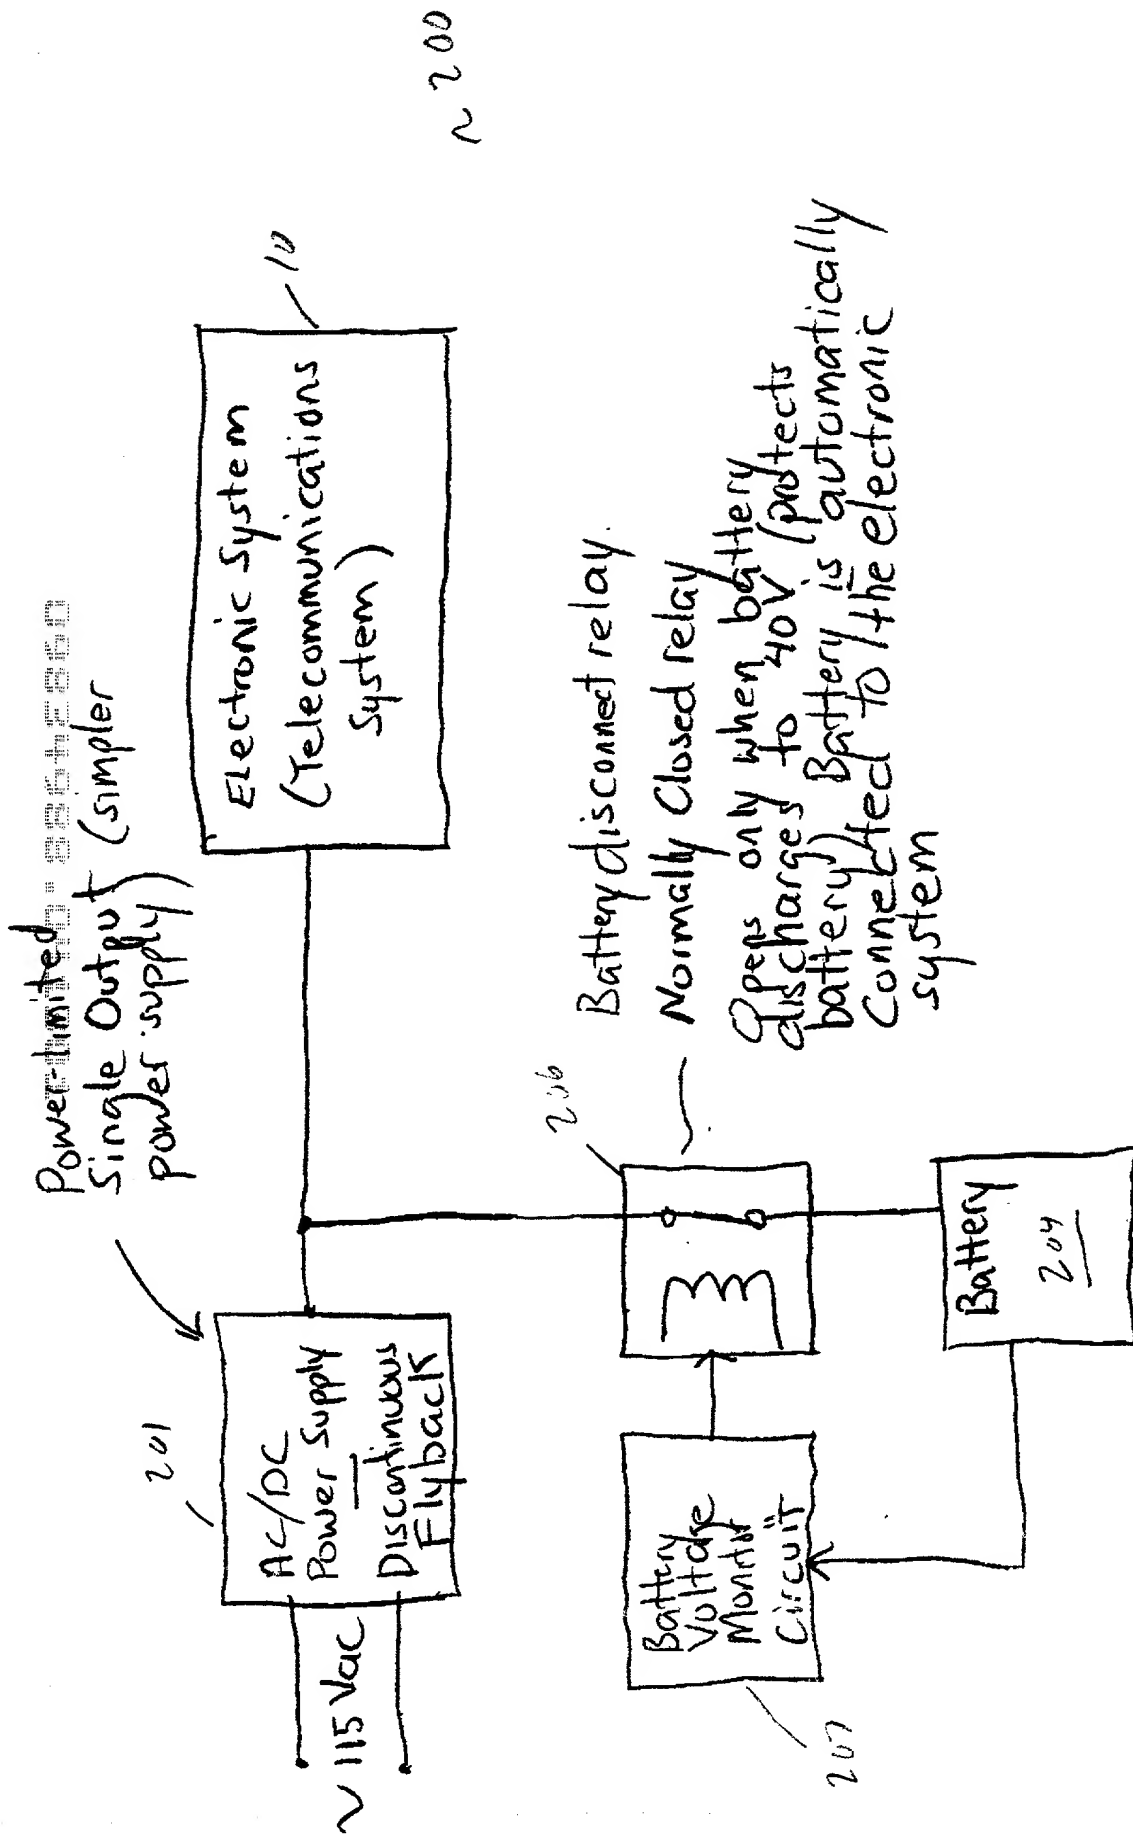 Power-Limited
Single Output (simpler
power supply)
201
AC/DC
Power Supply
Discontinuous
Flyback
~ 115 Vac
Electronic System
(Telecommunications
System)
10
~ 200
206
Battery disconnect relay.
Normally Closed relay
Opens only when battery
discharges to 40V (protects
battery) Battery is automatically
Connected to the electronic
system
Battery
Voltage
Monitor
Circuit
207
Battery
204